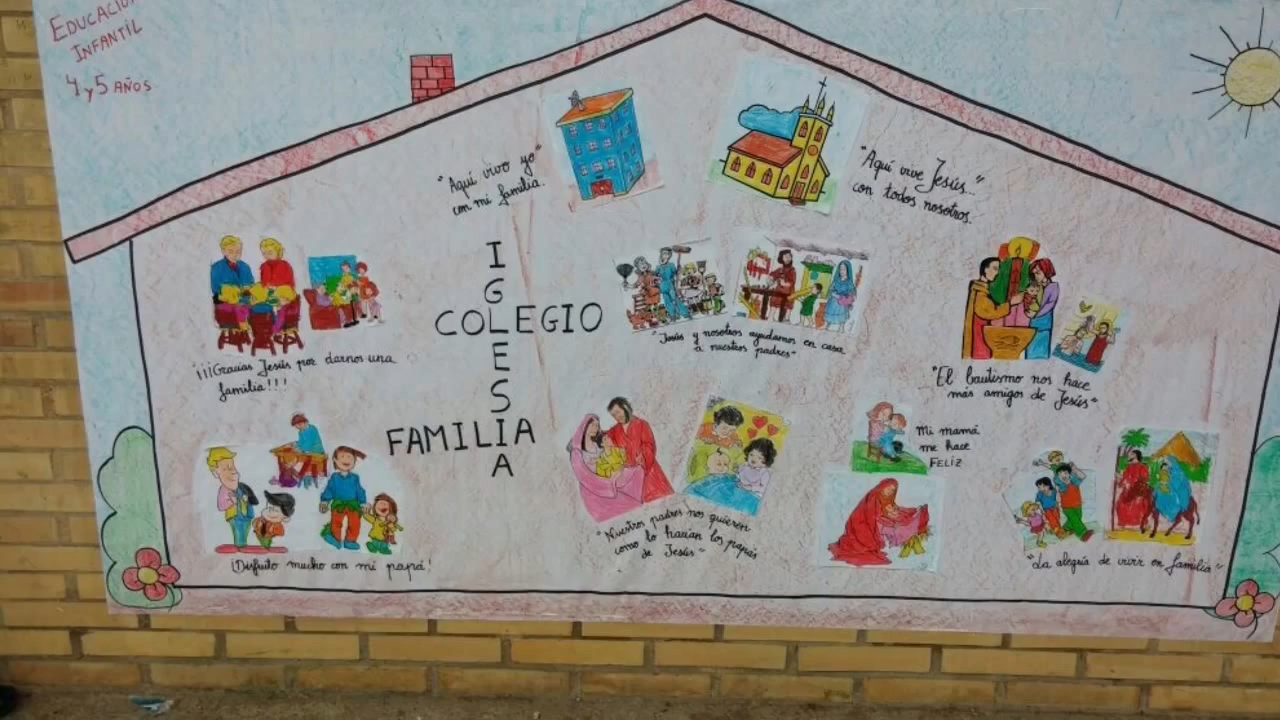 EDUCACIÓN
INFANTIL
4 y 5 AÑOS
"Aquí vivo yo"
con mi familia.
"Aquí vive Jesús..."
con todos nosotros.
IGLESIA
COLEGIO
FAMILIA
¡¡¡Gracias Jesús por darnos una
familia!!!
"Jesús y nosotros ayudamos en casa
a nuestros padres"
"El bautismo nos hace
más amigos de Jesús"
¡Disfruto mucho con mi papá!
"Nuestros padres nos quieren
como lo hacían los papás
de Jesús"
Mi mamá
me hace
FELIZ
"La alegría de vivir en familia"